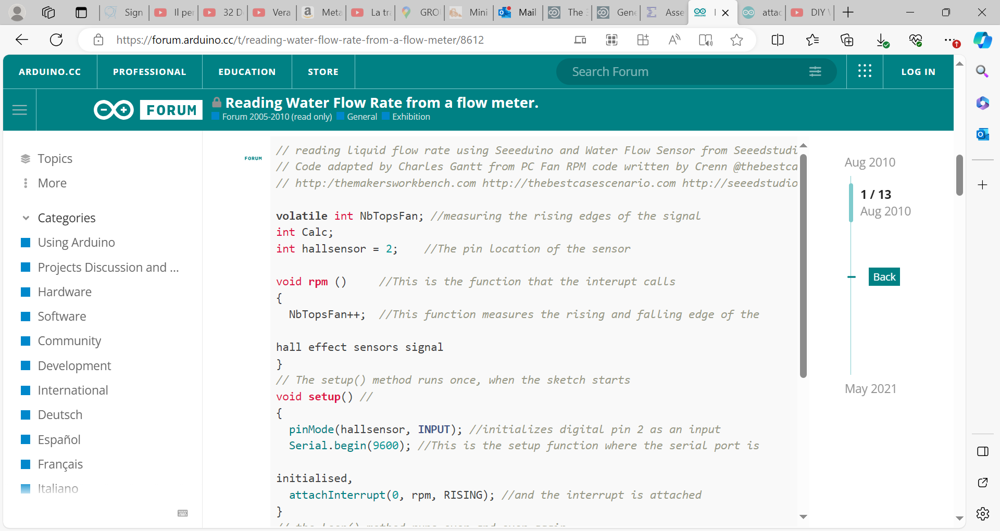 Sign
Il per
32 D
Vera
Meta
La tra
GRO
Mini
Mail
The
Gene
Asse
attac
DIY
https://forum.arduino.cc/t/reading-water-flow-rate-from-a-flow-meter/8612
ARDUINO.CC
PROFESSIONAL
EDUCATION
STORE
Search Forum
LOG IN
FORUM
Reading Water Flow Rate from a flow meter.
Forum 2005-2010 (read only) General Exhibition
Topics
More
Categories
Using Arduino
Projects Discussion and ...
Hardware
Software
Community
Development
International
Deutsch
Español
Français
Italiano
FORUM
// reading liquid flow rate using Seeeduino and Water Flow Sensor from Seeedstudi
// Code adapted by Charles Gantt from PC Fan RPM code written by Crenn @thebestca
// http:/themakersworkbench.com http://thebestcasescenario.com http://seeedstudio
volatile int NbTopsFan; //measuring the rising edges of the signal
int Calc;
int hallsensor = 2;    //The pin location of the sensor
void rpm ()     //This is the function that the interupt calls
{
  NbTopsFan++;  //This function measures the rising and falling edge of the
hall effect sensors signal
}
// The setup() method runs once, when the sketch starts
void setup() //
{
  pinMode(hallsensor, INPUT); //initializes digital pin 2 as an input
  Serial.begin(9600); //This is the setup function where the serial port is
initialised,
  attachInterrupt(0, rpm, RISING); //and the interrupt is attached
}
// the loop() method runs over and over again,
Aug 2010
1 / 13
Aug 2010
Back
May 2021